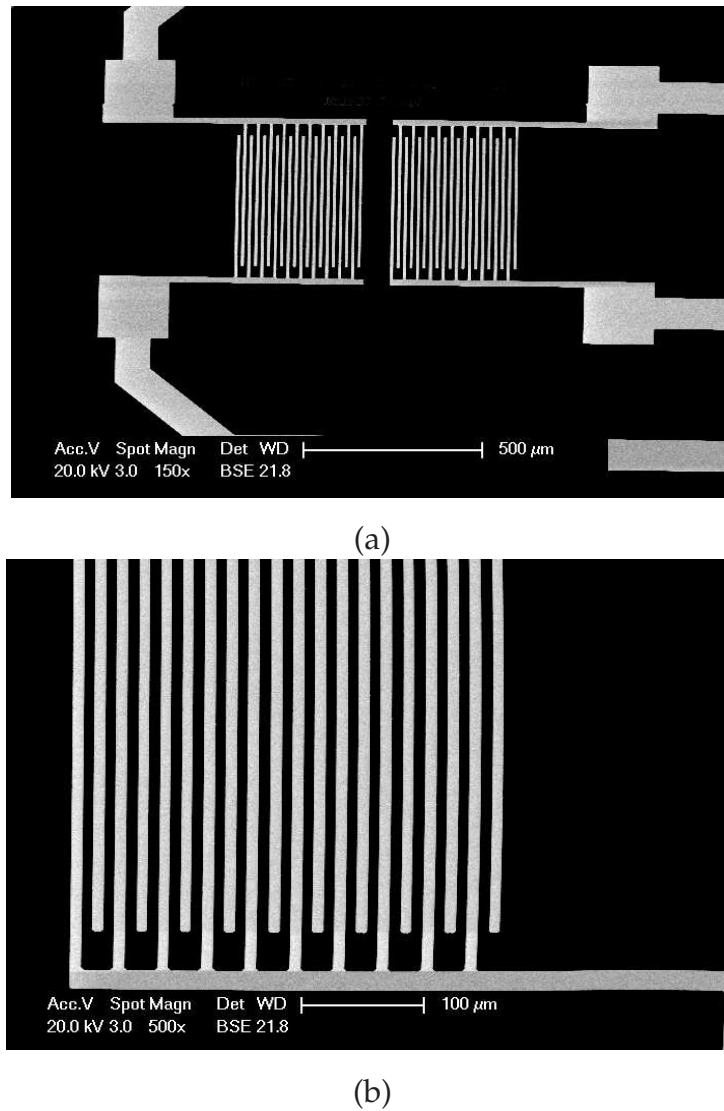 Acc.V Spot Magn Det WD 500 µm
20.0 kV 3.0 150x BSE 21.8
(a)
Acc.V Spot Magn Det WD 100 µm
20.0 kV 3.0 500x BSE 21.8
(b)